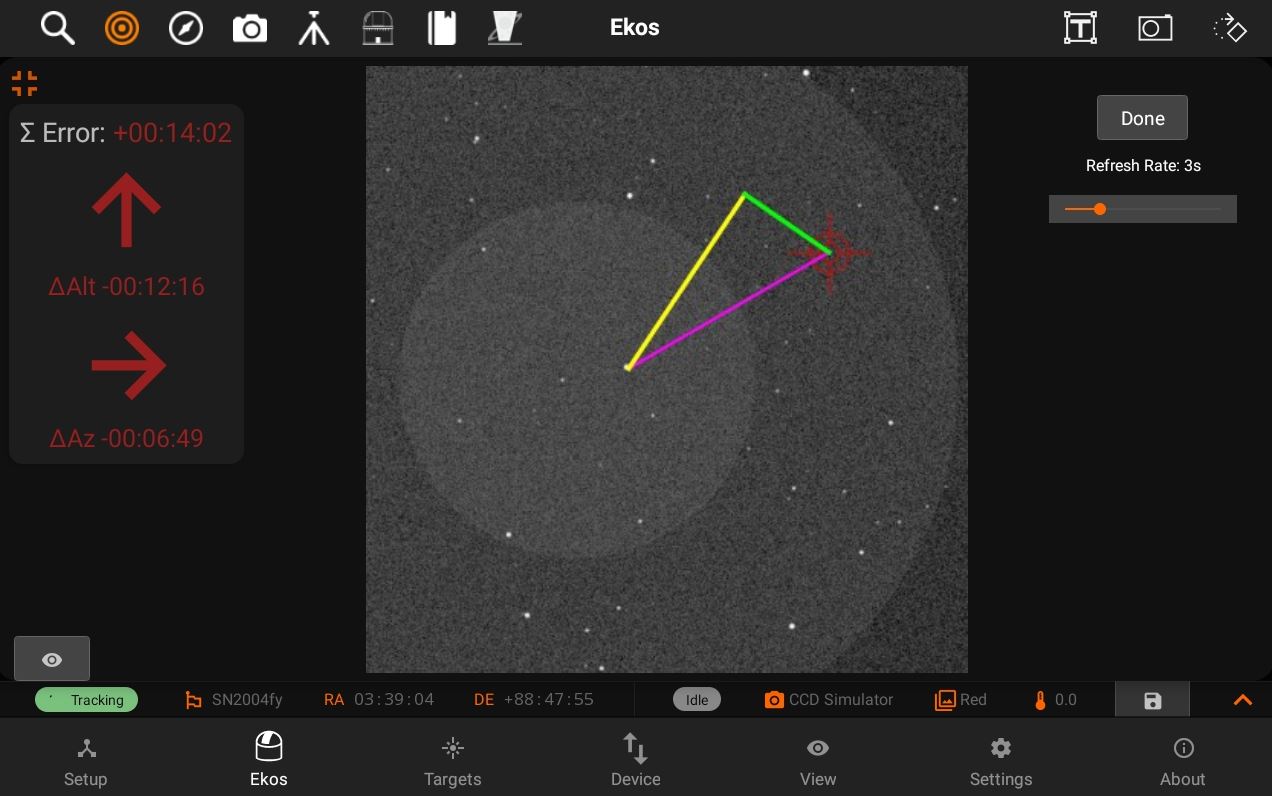 Ekos
T
Σ Error: +00:14:02
ΔAlt -00:12:16
ΔAz -00:06:49
Done
Refresh Rate: 3s
Tracking
SN2004fy
RA 03:39:04
DE +88:47:55
Idle
CCD Simulator
Red
0.0
Setup
Ekos
Targets
Device
View
Settings
About